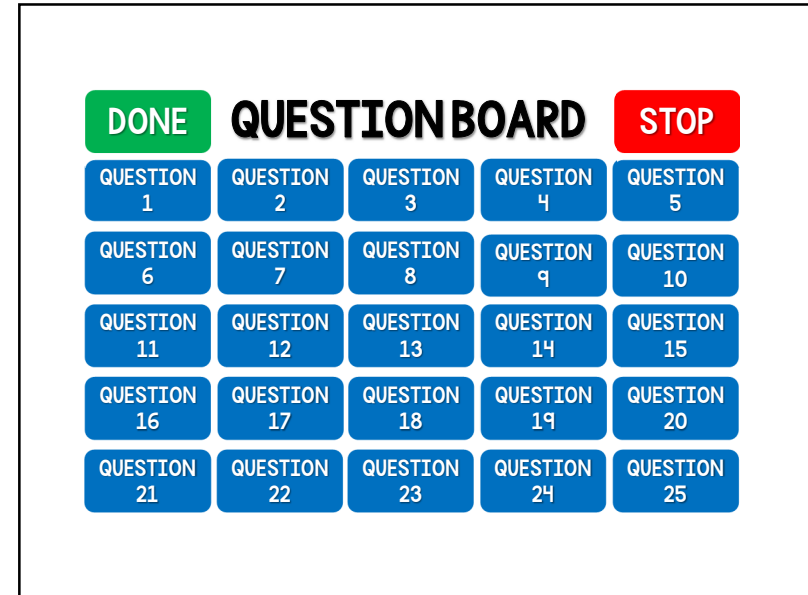 DONE QUESTION BOARD STOP
QUESTION QUESTION QUESTION QUESTION QUESTION
1 2 3 4 5
QUESTION QUESTION QUESTION QUESTION QUESTION
6 7 8 9 10
QUESTION QUESTION QUESTION QUESTION QUESTION
11 12 13 14 15
QUESTION QUESTION QUESTION QUESTION QUESTION
16 17 18 19 20
QUESTION QUESTION QUESTION QUESTION QUESTION
21 22 23 24 25